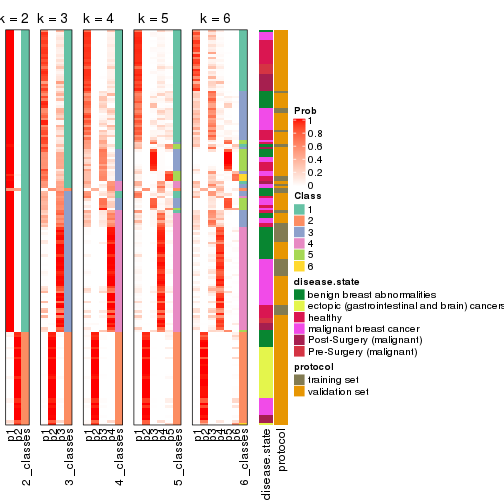 k = 2
k = 3
k = 4
k = 5
k = 6
Prob
1
0.8
0.6
0.4
0.2
0
Class
1
2
3
4
5
6
disease.state
benign breast abnormalities
ectopic (gastrointestinal and brain) cancers
healthy
malignant breast cancer
Post-Surgery (malignant)
Pre-Surgery (malignant)
protocol
training set
validation set
p1
p2
2_classes
p1
p2
p3
3_classes
p1
p2
p3
p4
4_classes
p1
p2
p3
p4
p5
5_classes
p1
p2
p3
p4
p5
p6
6_classes
disease.state
protocol